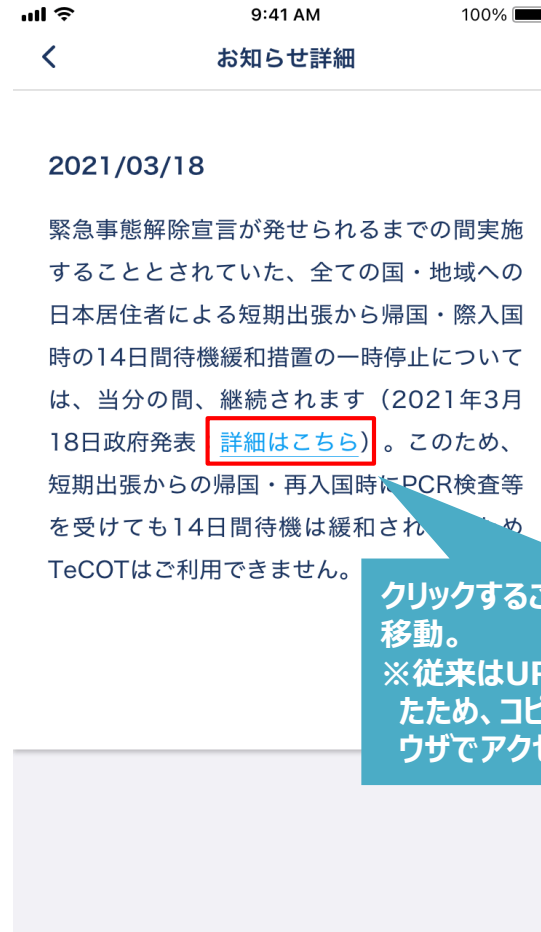 9:41 AM
100%
お知らせ詳細
2021/03/18
緊急事態解除宣言が発せられるまでの間実施
することとされていた、全ての国・地域への
日本居住者による短期出張から帰国・際入国
時の14日間待機緩和措置の一時停止について
は、当分の間、継続されます（2021年3月
18日政府発表 詳細はこちら）。このため、
短期出張からの帰国・再入国時にPCR検査等
を受けても14日間待機は緩和され ため
TeCOTはご利用できません。
クリックするこ
移動。
※従来はUR
たため、コピ
ウザでアクセ